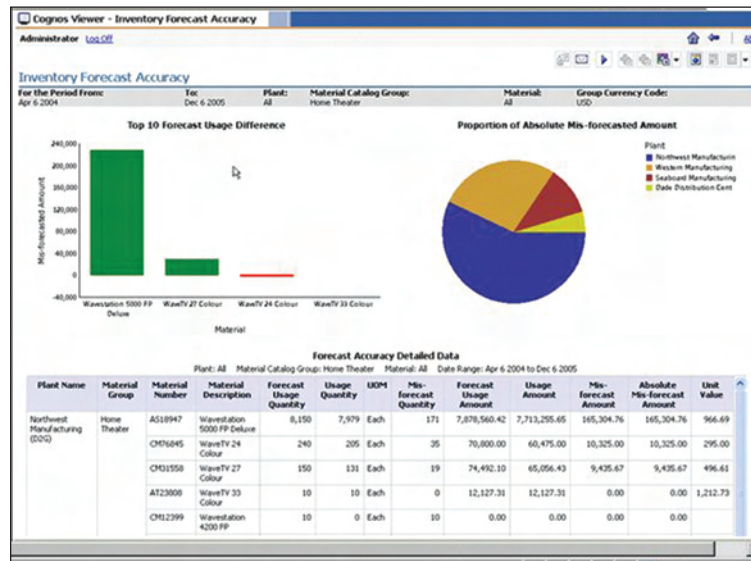 Cognos Viewer - Inventory Forecast Accuracy
Administrator Log Off
Inventory Forecast Accuracy
For the Period From: To: Plant: Material Catalog Group: Material: Group Currency Code:
Apr 6 2004 Dec 6 2005 All Home Theater All USD
Top 10 Forecast Usage Difference
240,000
200,000
160,000
120,000
80,000
40,000
0
-40,000
Mis-forecasted Amount
Wavestation 5000 FP Deluxe
WaveTV 27 Colour
WaveTV 24 Colour
WaveTV 33 Colour
Material
Proportion of Absolute Mis-forecasted Amount
Plant
Northwest Manufacturin
Western Manufacturing
Seaboard Manufacturing
Dade Distribution Cent
Forecast Accuracy Detailed Data
Plant: All Material Catalog Group: Home Theater Material: All Date Range: Apr 6 2004 to Dec 6 2005
Plant Name Material Group Material Number Material Description Forecast Usage Quantity Usage Quantity UOM Mis-forecast Quantity Forecast Usage Amount Usage Amount Mis-forecast Amount Absolute Mis-forecast Amount Unit Value
Northwest Manufacturing (D2G) Home Theater AS18947 Wavestation 5000 FP Deluxe 8,150 7,979 Each 171 7,878,560.42 7,713,255.65 165,304.76 165,304.76 966.69
CM76845 WaveTV 24 Colour 240 205 Each 35 70,800.00 60,475.00 10,325.00 10,325.00 295.00
CM31558 WaveTV 27 Colour 150 131 Each 19 74,492.10 65,056.43 9,435.67 9,435.67 496.61
AT23808 WaveTV 33 Colour 10 10 Each 0 12,127.31 12,127.31 0.00 0.00 1,212.73
CM12399 Wavestation 4200 FP 10 0 Each 10 0.00 0.00 0.00 0.00